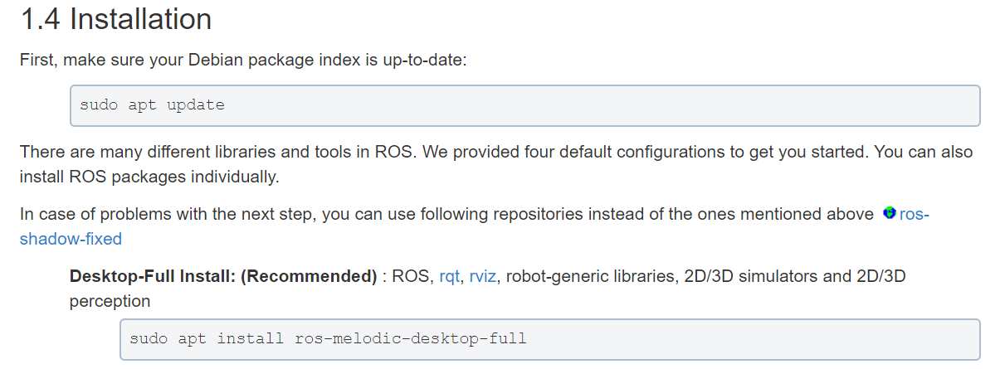 1.4 Installation
First, make sure your Debian package index is up-to-date:
sudo apt update
There are many different libraries and tools in ROS. We provided four default configurations to get you started. You can also
install ROS packages individually.
In case of problems with the next step, you can use following repositories instead of the ones mentioned above ros-
shadow-fixed
Desktop-Full Install: (Recommended) : ROS, rqt, rviz, robot-generic libraries, 2D/3D simulators and 2D/3D
perception
sudo apt install ros-melodic-desktop-full